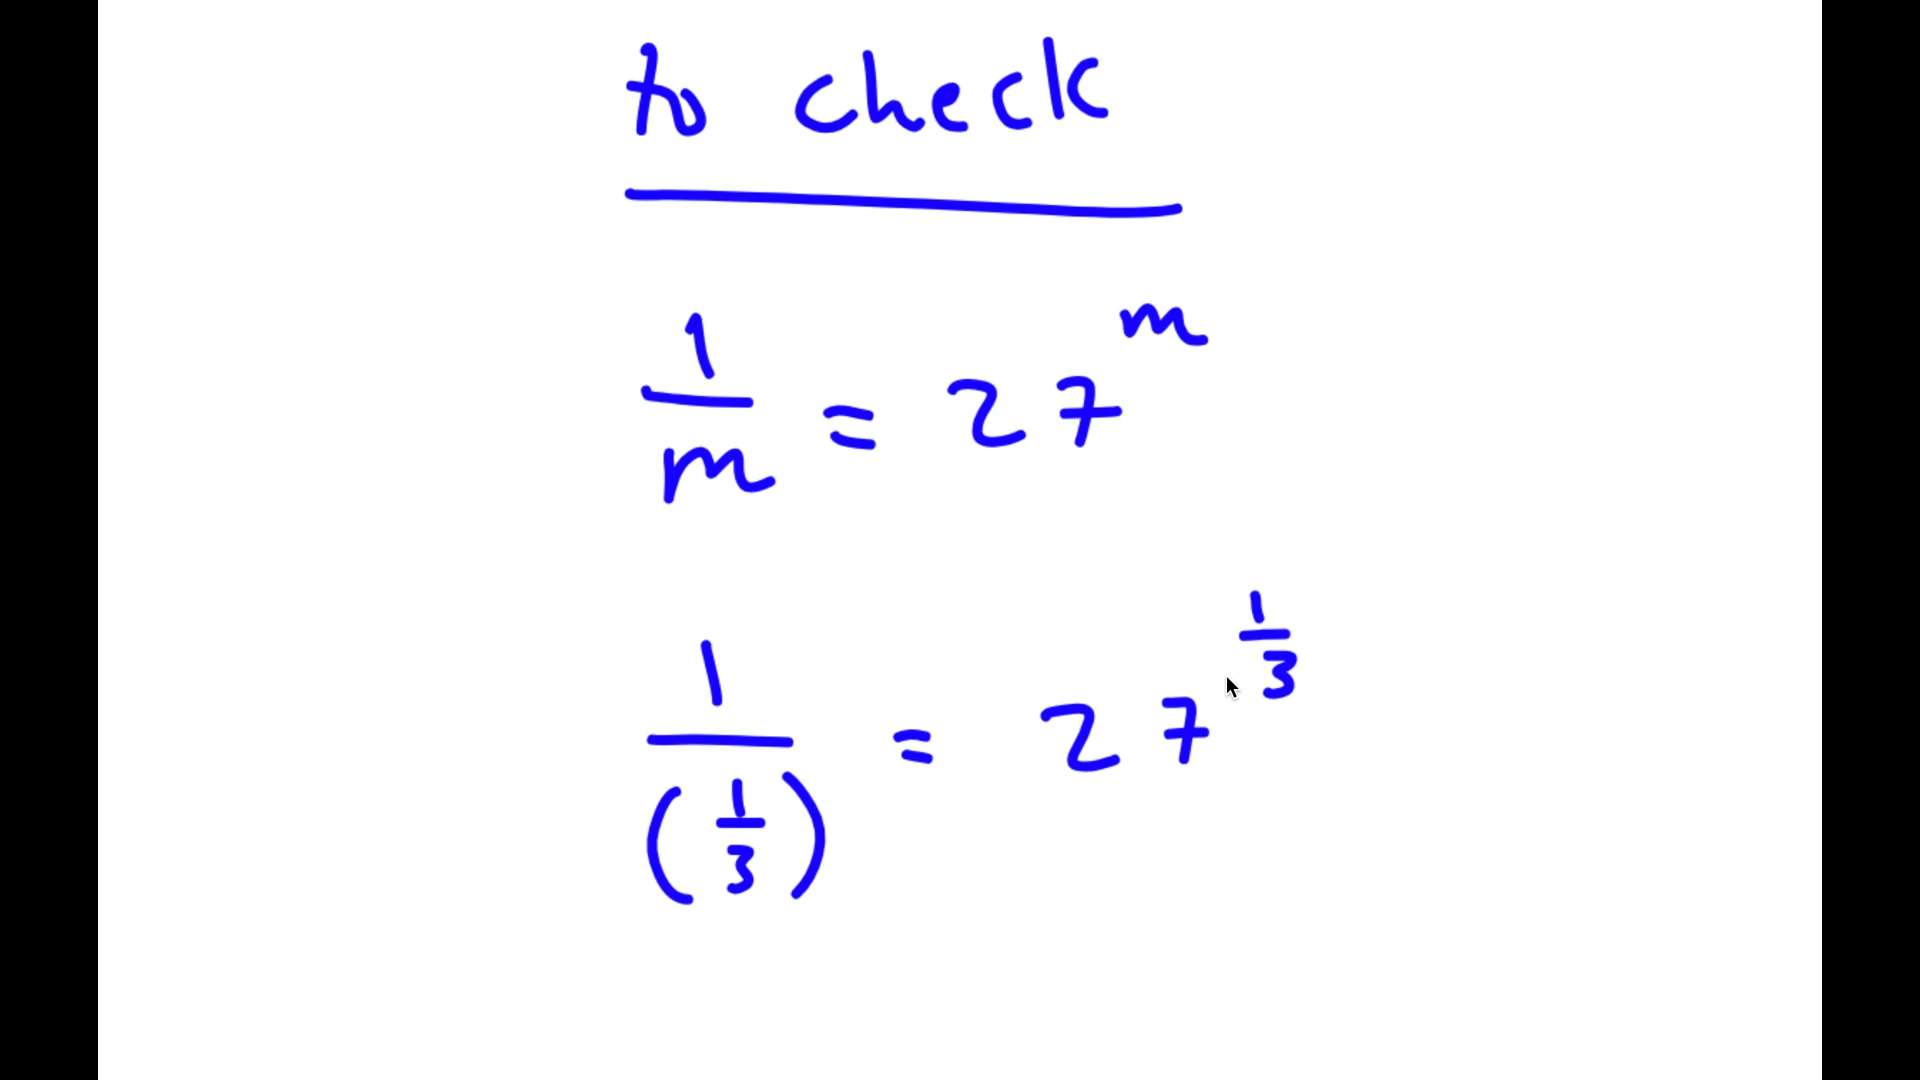 to check
1/m = 27^m
1/(1/3) = 27^1/3